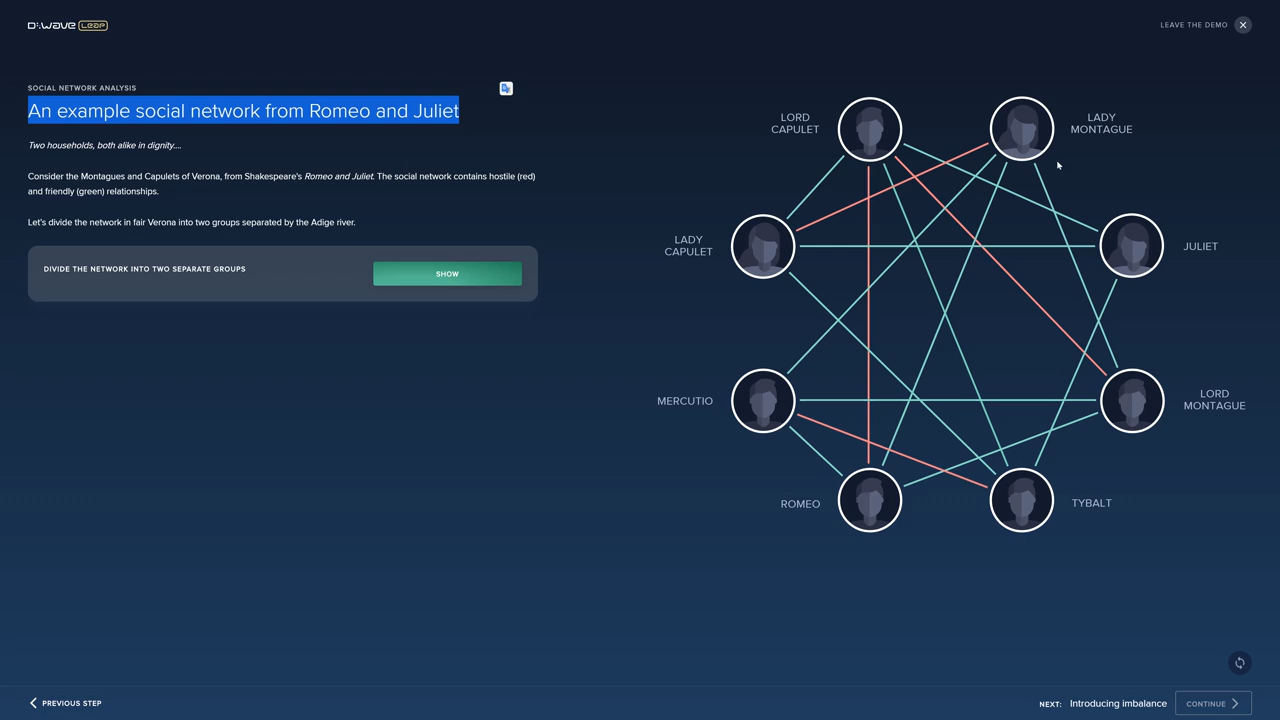 D:WAVE LEAP
LEAVE THE DEMO
SOCIAL NETWORK ANALYSIS
An example social network from Romeo and Juliet
Two households, both alike in dignity....
Consider the Montagues and Capulets of Verona, from Shakespeare's Romeo and Juliet. The social network contains hostile (red)
and friendly (green) relationships.
Let's divide the network in fair Verona into two groups separated by the Adige river.
DIVIDE THE NETWORK INTO TWO SEPARATE GROUPS
SHOW
LORD
CAPULET
LADY
MONTAGUE
LADY
CAPULET
JULIET
MERCUTIO
LORD
MONTAGUE
ROMEO
TYBALT
PREVIOUS STEP
NEXT: Introducing imbalance
CONTINUE